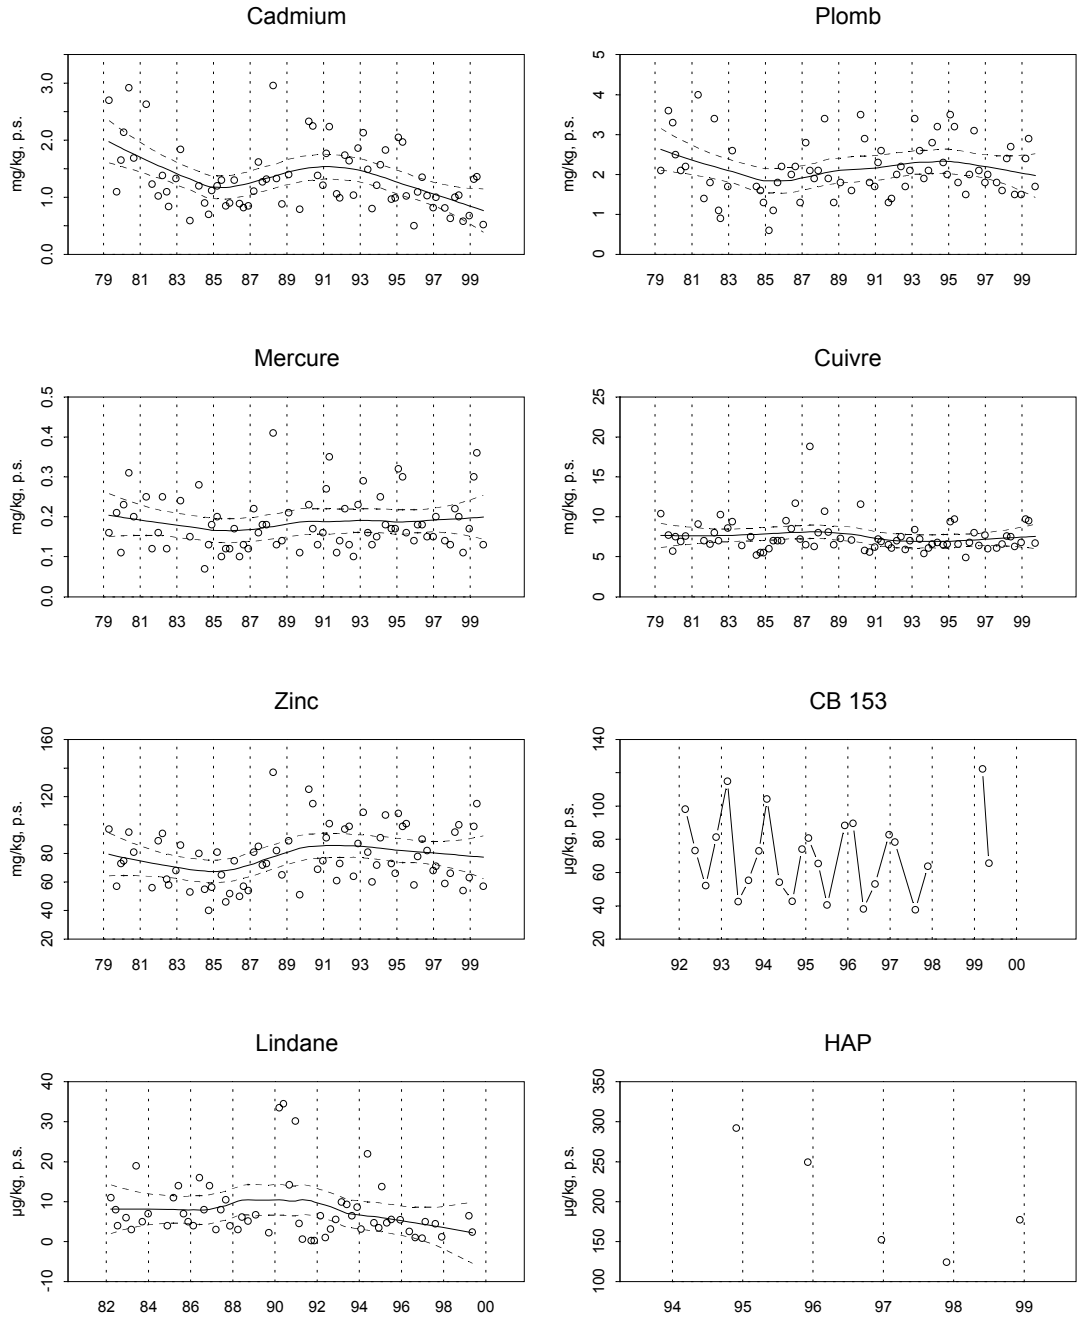 Cadmium
mg/kg, p.s.
0.0 1.0 2.0 3.0
79 81 83 85 87 89 91 93 95 97 99
Plomb
mg/kg, p.s.
0 1 2 3 4 5
79 81 83 85 87 89 91 93 95 97 99
Mercure
mg/kg, p.s.
0.0 0.1 0.2 0.3 0.4 0.5
79 81 83 85 87 89 91 93 95 97 99
Cuivre
mg/kg, p.s.
0 5 10 15 20 25
79 81 83 85 87 89 91 93 95 97 99
Zinc
mg/kg, p.s.
20 40 60 80 120 160
79 81 83 85 87 89 91 93 95 97 99
CB 153
µg/kg, p.s.
20 40 60 80 100 140
92 93 94 95 96 97 98 99 00
Lindane
µg/kg, p.s.
-10 0 10 20 30 40
82 84 86 88 90 92 94 96 98 00
HAP
µg/kg, p.s.
100 150 200 250 300 350
94 95 96 97 98 99